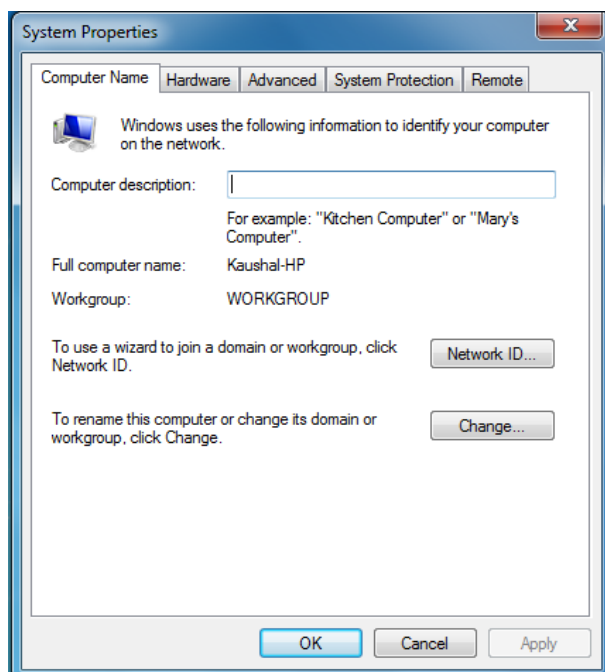 System Properties
Computer Name Hardware Advanced System Protection Remote
Windows uses the following information to identify your computer
on the network.
Computer description:
For example: "Kitchen Computer" or "Mary's
Computer".
Full computer name: Kaushal-HP
Workgroup: WORKGROUP
To use a wizard to join a domain or workgroup, click
Network ID.
Network ID...
To rename this computer or change its domain or
workgroup, click Change.
Change...
OK Cancel Apply